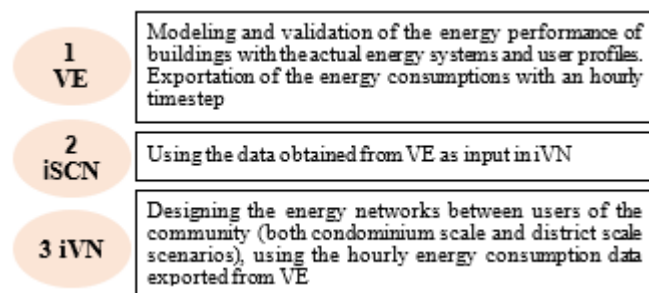 1
VE
Modeling and validation of the energy performance of
buildings with the actual energy systems and user profiles.
Exportation of the energy consumptions with an hourly
timestep
2
iSCN
Using the data obtained from VE as input in iVN
3 iVN
Designing the energy networks between users of the
community (both condominium scale and district scale
scenarios), using the hourly energy consumption data
exported from VE